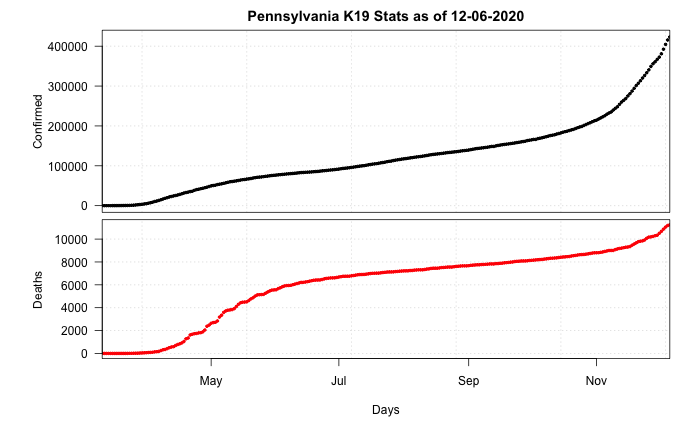 Pennsylvania K19 Stats as of 12-06-2020
Confirmed
400000
300000
200000
100000
0
Deaths
10000
8000
6000
4000
2000
0
May Jul Sep Nov
Days